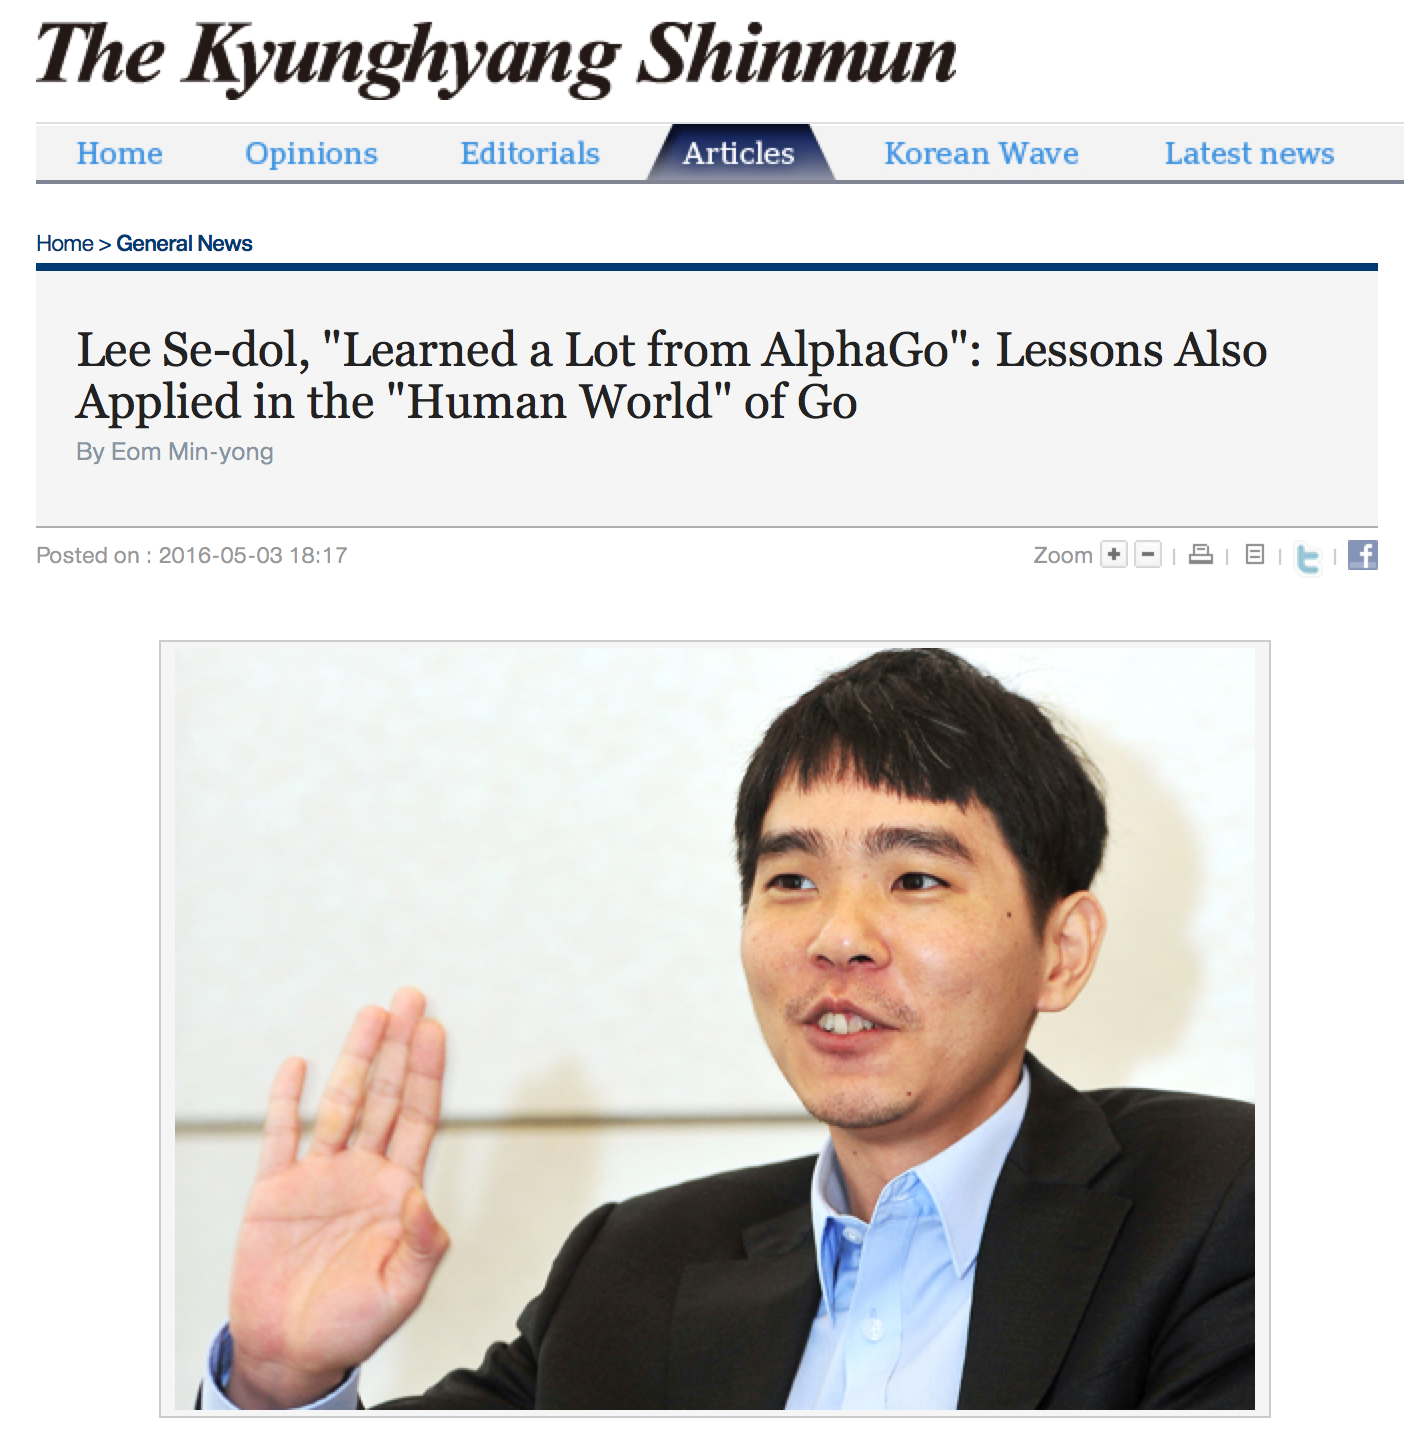 The Kyunghyang Shinmun
Home Opinions Editorials Articles Korean Wave Latest news
Home > General News
Lee Se-dol, "Learned a Lot from AlphaGo": Lessons Also
Applied in the "Human World" of Go
By Eom Min-yong
Posted on : 2016-05-03 18:17 Zoom + - | | | t | f